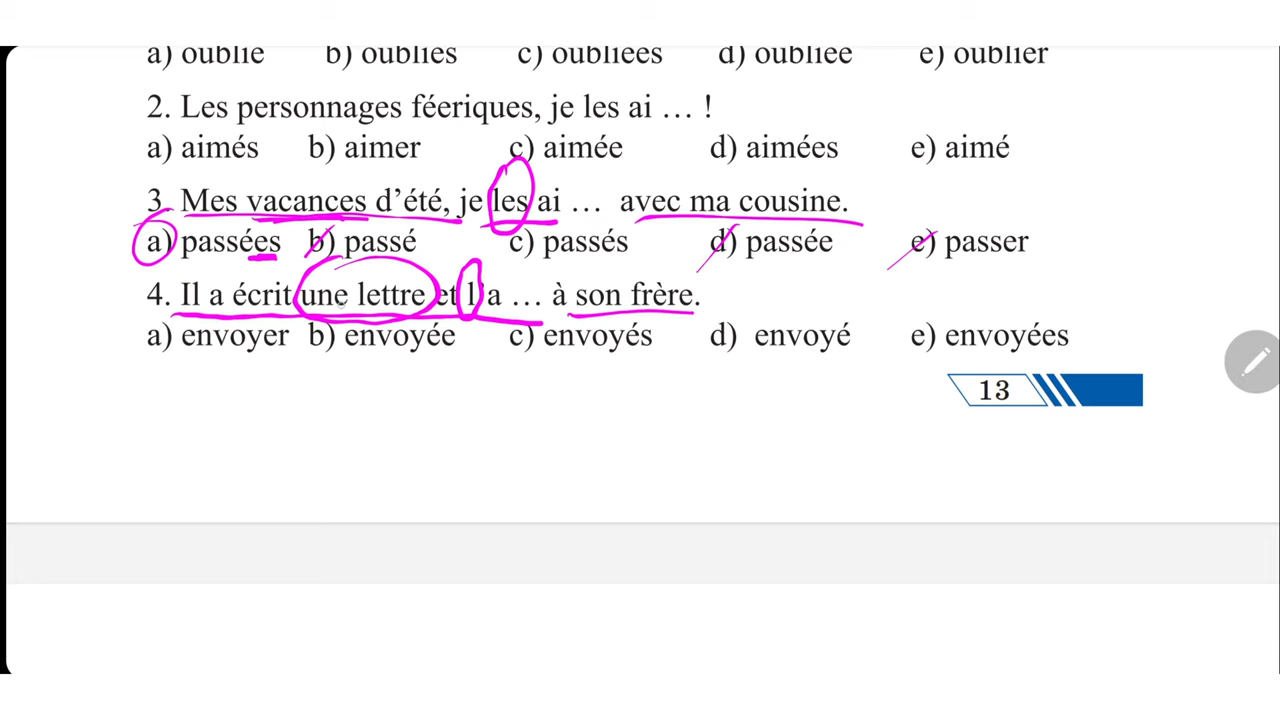 a) oublié b) oubliés c) oubliées d) oubliée e) oublier
2. Les personnages féeriques, je les ai … !
a) aimés b) aimer c) aimée d) aimées e) aimé
3. Mes vacances d’été, je les ai … avec ma cousine.
a) passées b) passé c) passés d) passée e) passer
4. Il a écrit une lettre et l’a … à son frère.
a) envoyer b) envoyée c) envoyés d) envoyé e) envoyées
13